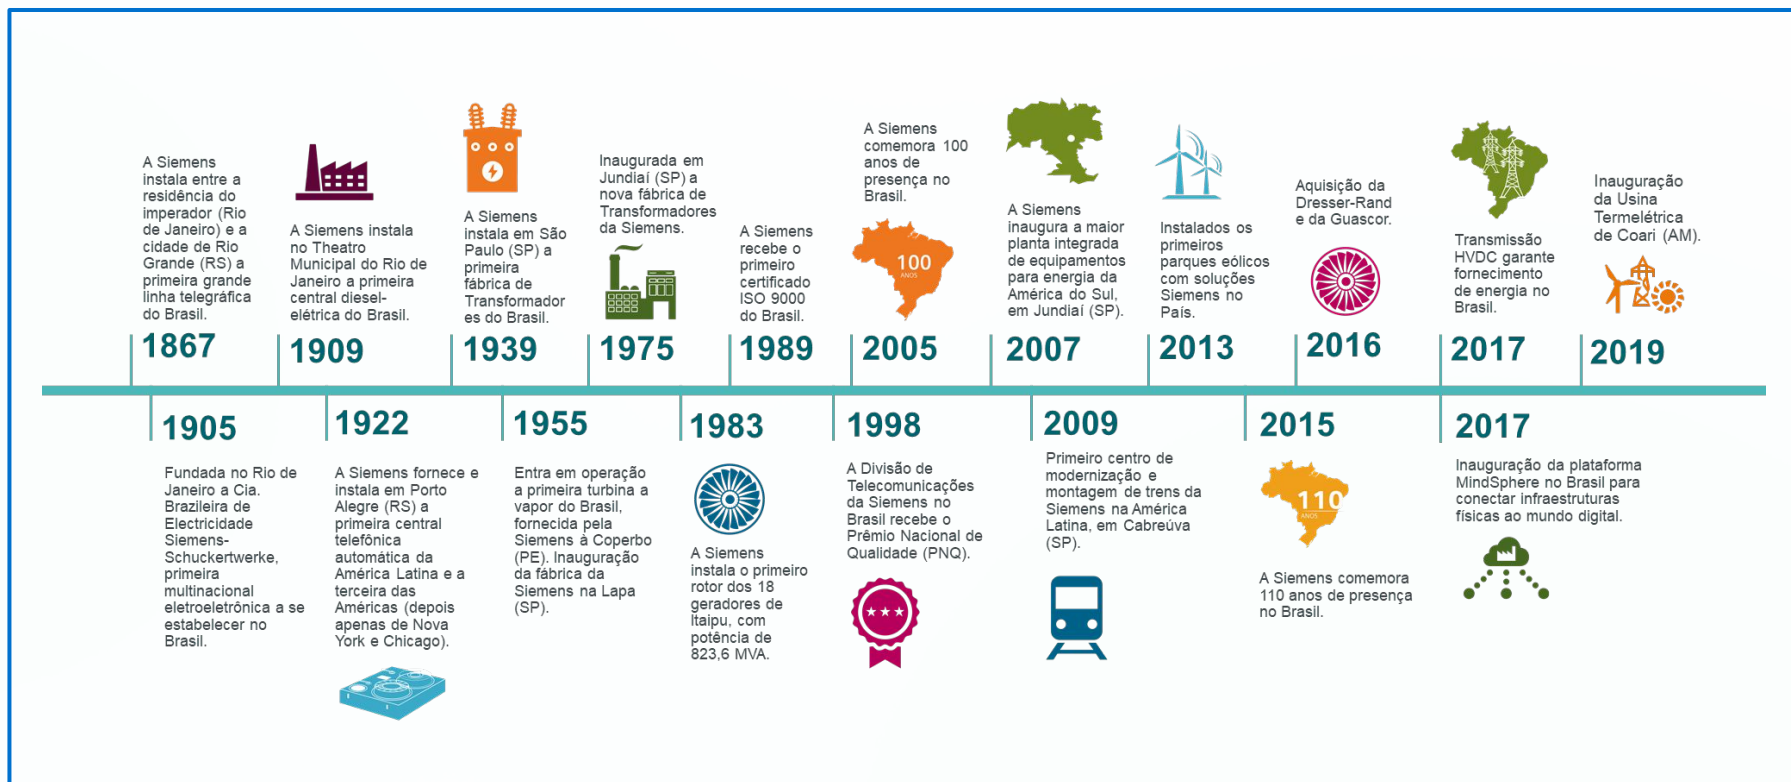 A Siemens
instala entre a
residência do
imperador (Rio
de Janeiro) e a
cidade de Rio
Grande (RS) a
primeira grande
linha telegráfica
do Brasil.
1867
A Siemens instala
no Theatro
Municipal do Rio de
Janeiro a primeira
central diesel-
elétrica do Brasil.
1909
A Siemens
instala em São
Paulo (SP) a
primeira
fábrica de
Transformador
es do Brasil.
1939
Inaugurada em
Jundiaí (SP) a
nova fábrica de
Transformadores
da Siemens.
1975
A Siemens
recebe o
primeiro
certificado
ISO 9000
do Brasil.
1989
A Siemens
comemora 100
anos de
presença no
Brasil.
100
ANOS
2005
A Siemens
inaugura a maior
planta integrada
de equipamentos
para energia da
América do Sul,
em Jundiaí (SP).
2007
Instalados os
primeiros
parques eólicos
com soluções
Siemens no
País.
2013
Aquisição da
Dresser-Rand
e da Guascor.
2016
Transmissão
HVDC garante
fornecimento
de energia no
Brasil.
2017
Inauguração
da Usina
Termelétrica
de Coari (AM).
2019
1905
Fundada no Rio de
Janeiro a Cia.
Brazileira de
Electricidade
Siemens-
Schuckertwerke,
primeira
multinacional
eletroeletrônica a se
estabelecer no
Brasil.
1922
A Siemens fornece e
instala em Porto
Alegre (RS) a
primeira central
telefônica
automática da
América Latina e a
terceira das
Américas (depois
apenas de Nova
York e Chicago).
1955
Entra em operação
a primeira turbina a
vapor do Brasil,
fornecida pela
Siemens à Coperbo
(PE). Inauguração
da fábrica da
Siemens na Lapa
(SP).
1983
A Siemens
instala o primeiro
rotor dos 18
geradores de
Itaipu, com
potência de
823,6 MVA.
1998
A Divisão de
Telecomunicações
da Siemens no
Brasil recebe o
Prêmio Nacional de
Qualidade (PNQ).
2009
Primeiro centro de
modernização e
montagem de trens da
Siemens na América
Latina, em Cabreúva
(SP).
2015
110
ANOS
A Siemens comemora
110 anos de presença
no Brasil.
2017
Inauguração da plataforma
MindSphere no Brasil para
conectar infraestruturas
físicas ao mundo digital.